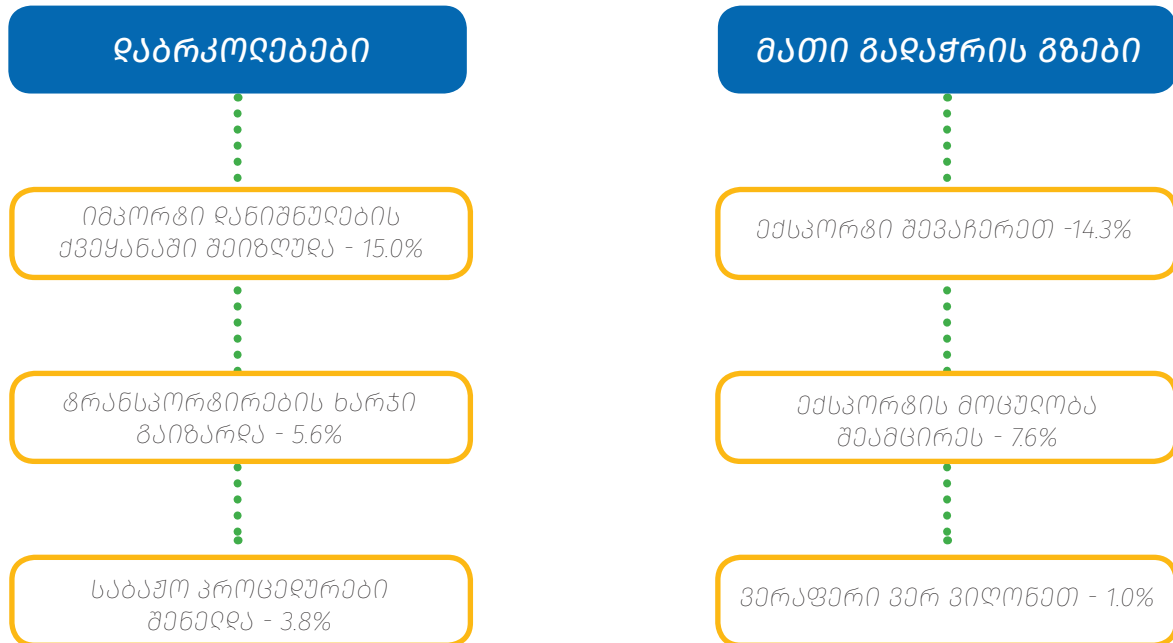 დაბრკოლებები
იმპორტი დანიშნულების
ქვეყანაში შეიზღუდა - 15.0%
ტრანსპორტირების ხარჯი
გაიზარდა - 5.6%
საბაჟო პროცედურები
შენელდა - 3.8%
მათი გადაჭრის გზები
ექსპორტი შევაჩერეთ -14.3%
ექსპორტის მოცულობა
შეამცირეს - 7.6%
ვერაფერი ვერ ვიღონეთ - 1.0%